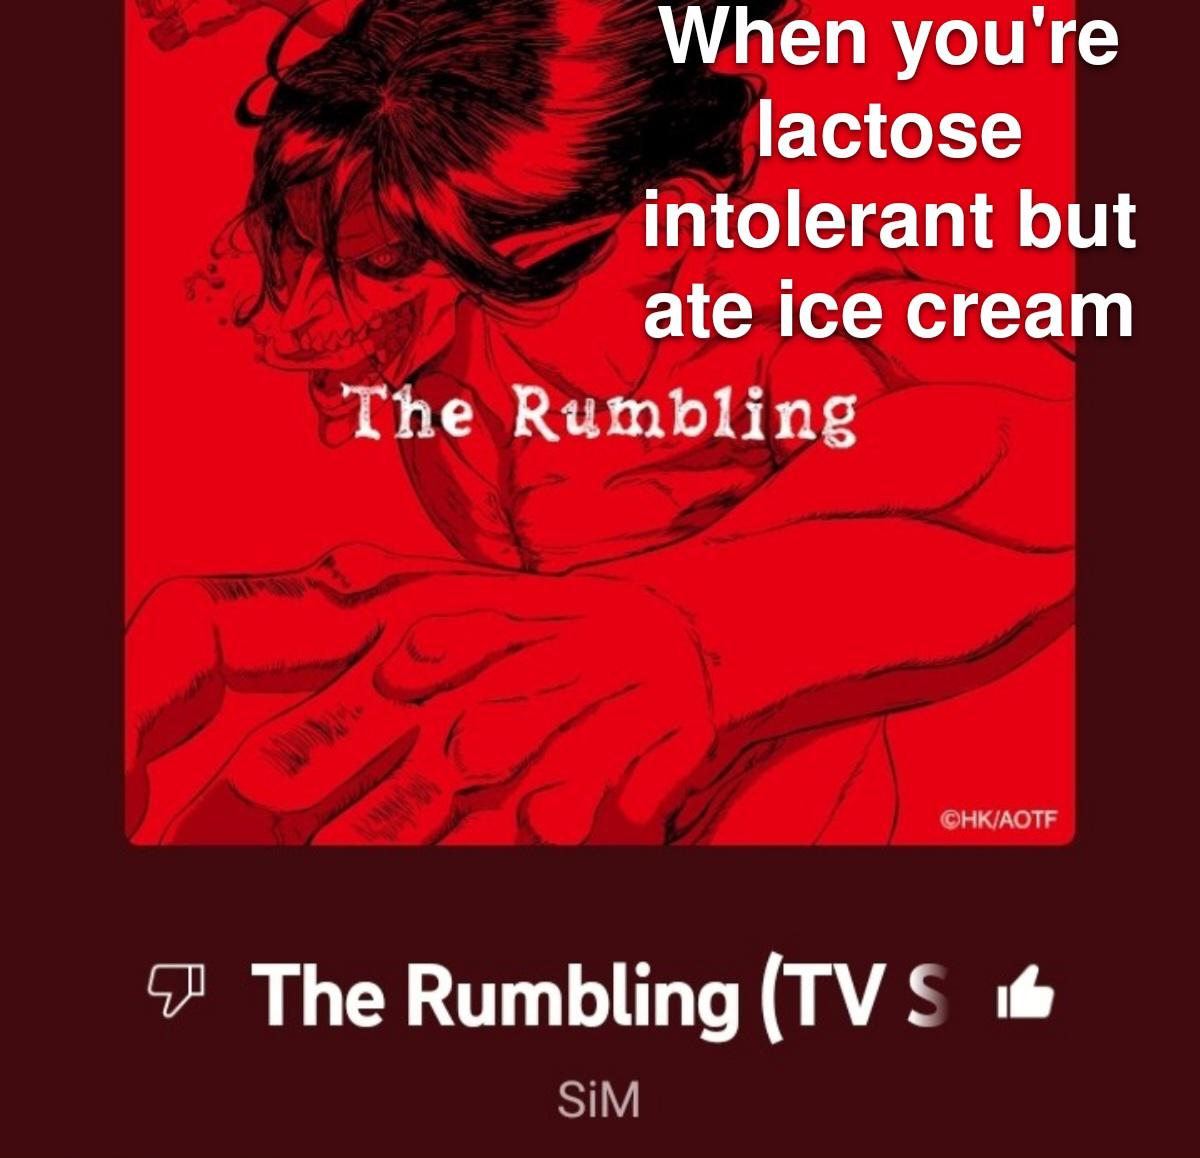 When you're
lactose
intolerant but
ate ice cream
The Rumbling
©HK/AOTF
The Rumbling (TV S
SiM